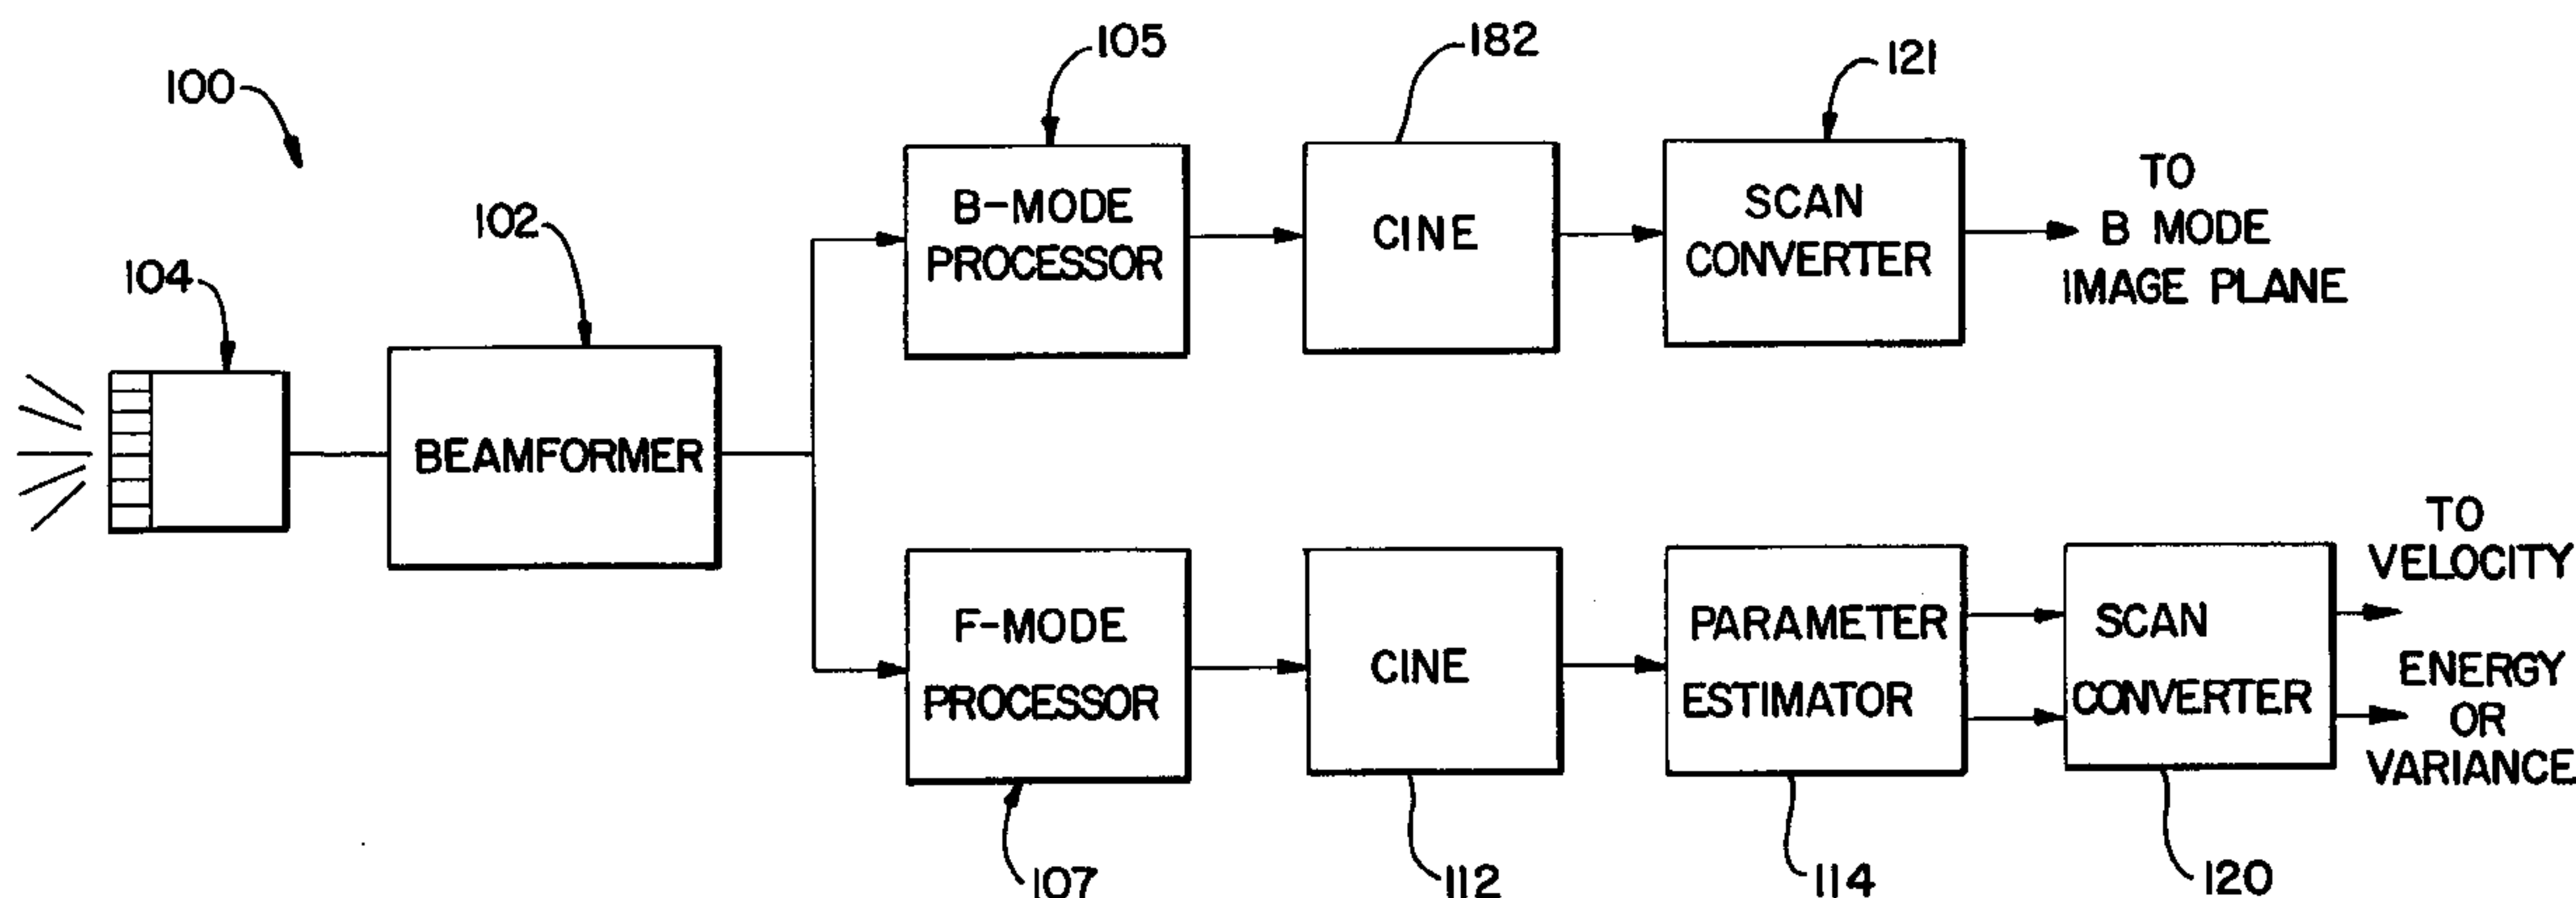 100
104
102
BEAMFORMER
105
B-MODE
PROCESSOR
182
CINE
121
SCAN
CONVERTER
TO
B MODE
IMAGE PLANE
F-MODE
PROCESSOR
107
CINE
112
PARAMETER
ESTIMATOR
114
SCAN
CONVERTER
120
TO
VELOCITY
ENERGY
OR
VARIANCE